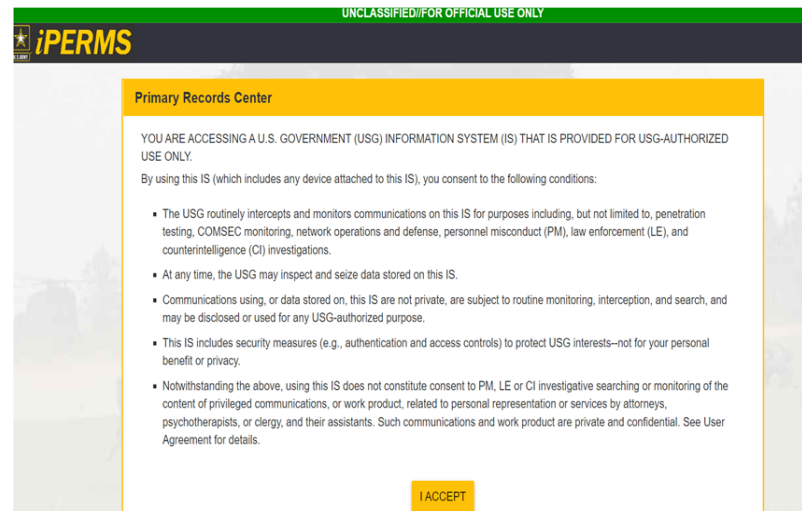 UNCLASSIFIED//FOR OFFICIAL USE ONLY
U.S. ARMY
iPERMS
Primary Records Center
YOU ARE ACCESSING A U.S. GOVERNMENT (USG) INFORMATION SYSTEM (IS) THAT IS PROVIDED FOR USG-AUTHORIZED
USE ONLY.
By using this IS (which includes any device attached to this IS), you consent to the following conditions:
▪ The USG routinely intercepts and monitors communications on this IS for purposes including, but not limited to, penetration
testing, COMSEC monitoring, network operations and defense, personnel misconduct (PM), law enforcement (LE), and
counterintelligence (CI) investigations.
▪ At any time, the USG may inspect and seize data stored on this IS.
▪ Communications using, or data stored on, this IS are not private, are subject to routine monitoring, interception, and search, and
may be disclosed or used for any USG-authorized purpose.
▪ This IS includes security measures (e.g., authentication and access controls) to protect USG interests--not for your personal
benefit or privacy.
▪ Notwithstanding the above, using this IS does not constitute consent to PM, LE or CI investigative searching or monitoring of the
content of privileged communications, or work product, related to personal representation or services by attorneys,
psychotherapists, or clergy, and their assistants. Such communications and work product are private and confidential. See User
Agreement for details.
I ACCEPT